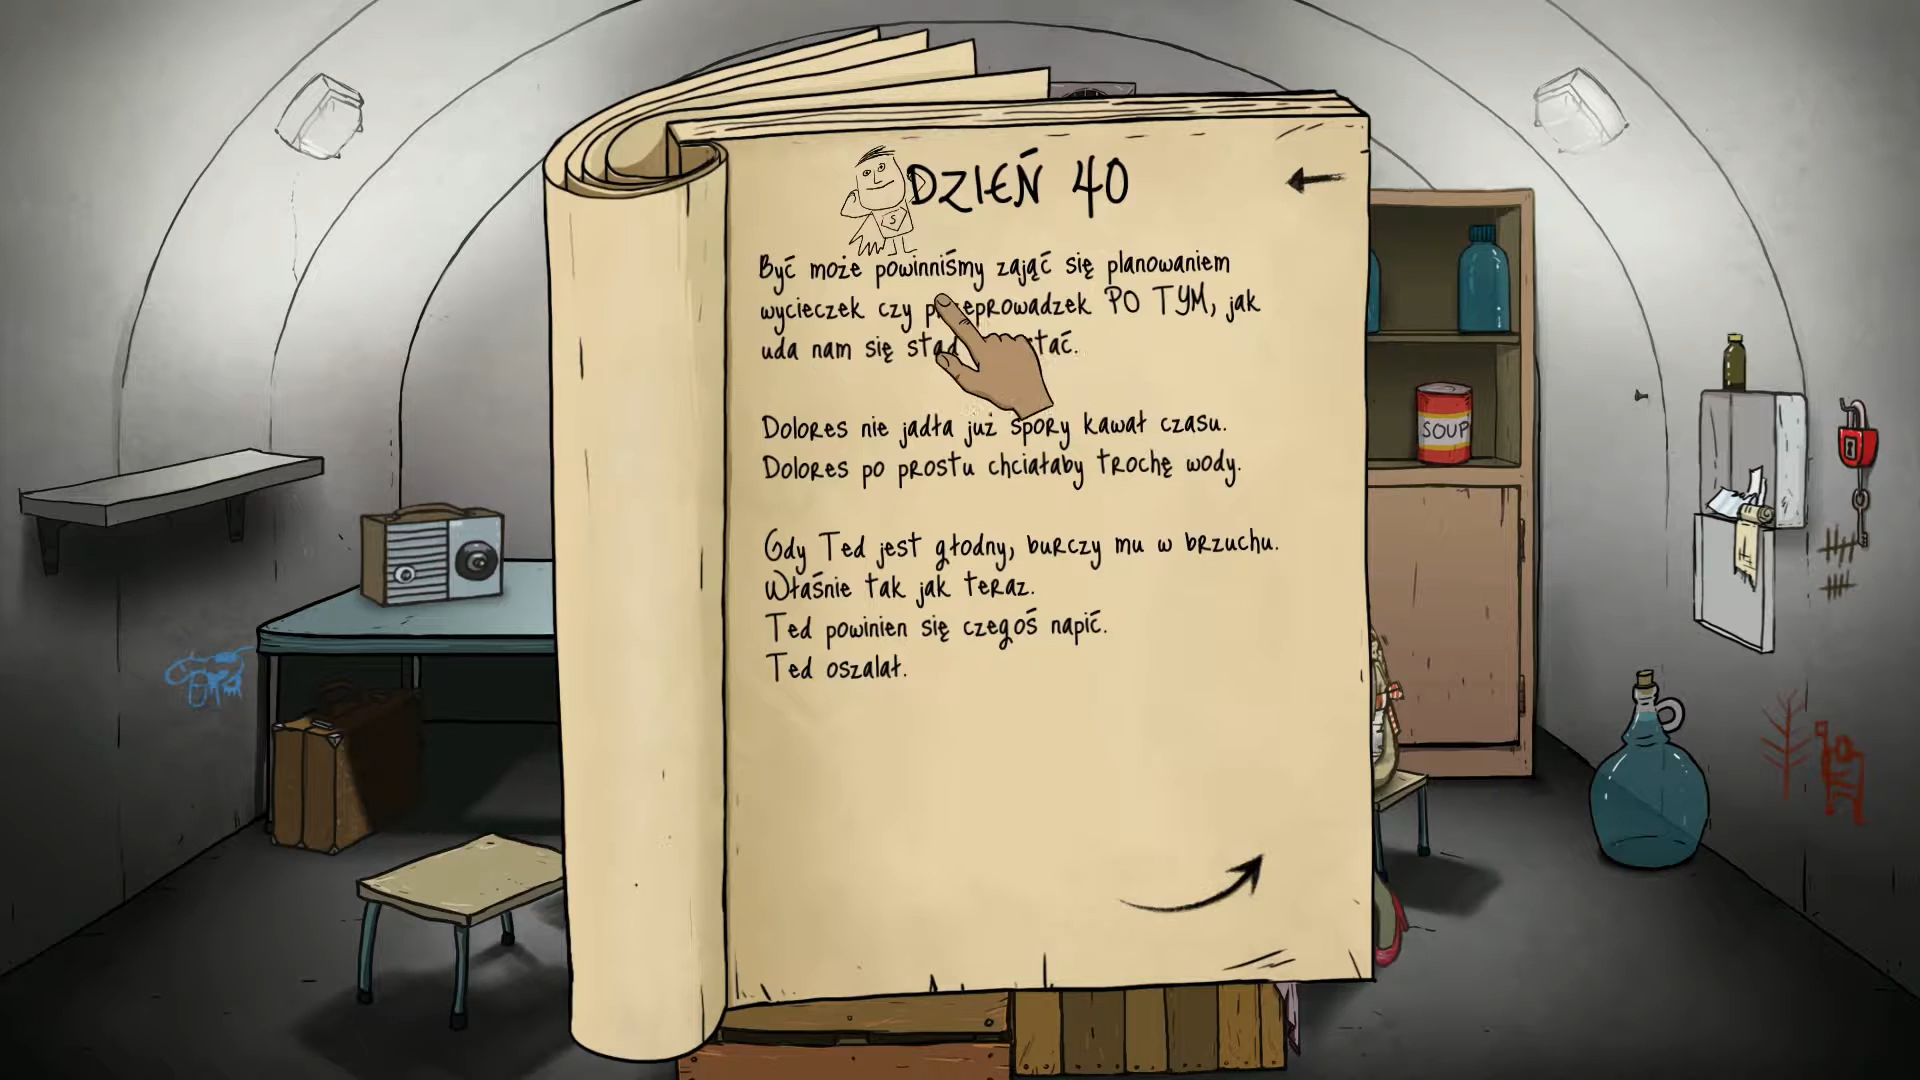 DZIEŃ 40
Być może powinniśmy zająć się planowaniem
wycieczek czy PO TYM, jak
uda nam się
Dolores nie jadła już spory kawał czasu.
Dolores po prostu chciałaby trochę wody.
Gdy Ted jest głodny, burczy mu w brzuchu.
Właśnie tak jak teraz.
Ted powinien się czegoś napić.
Ted oszalał.
SOUP
S